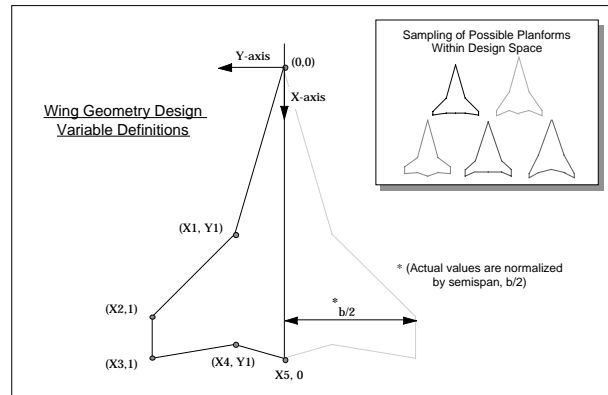 Sampling of Possible Planforms
Within Design Space
Y-axis
(0,0)
X-axis
Wing Geometry Design
Variable Definitions
(X1, Y1)
* (Actual values are normalized
by semispan, b/2)
(X2,1)
*
b/2
(X3,1)
(X4, Y1)
X5, 0